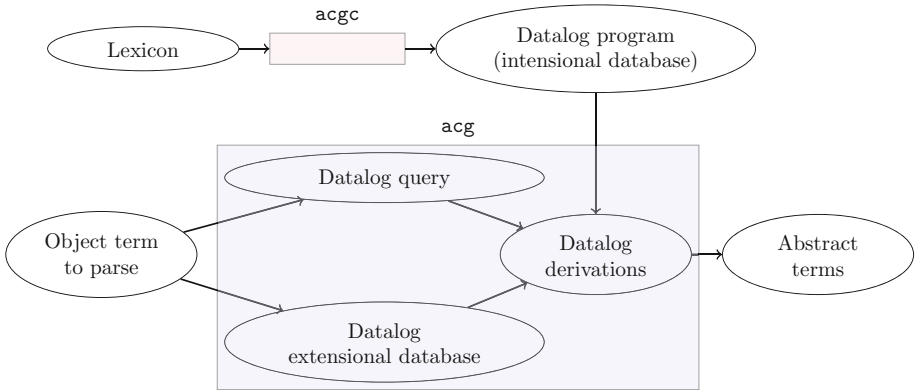 acgc
Lexicon
Datalog program
(intensional database)
acg
Datalog query
Object term
to parse
Datalog
derivations
Abstract
terms
Datalog
extensional database